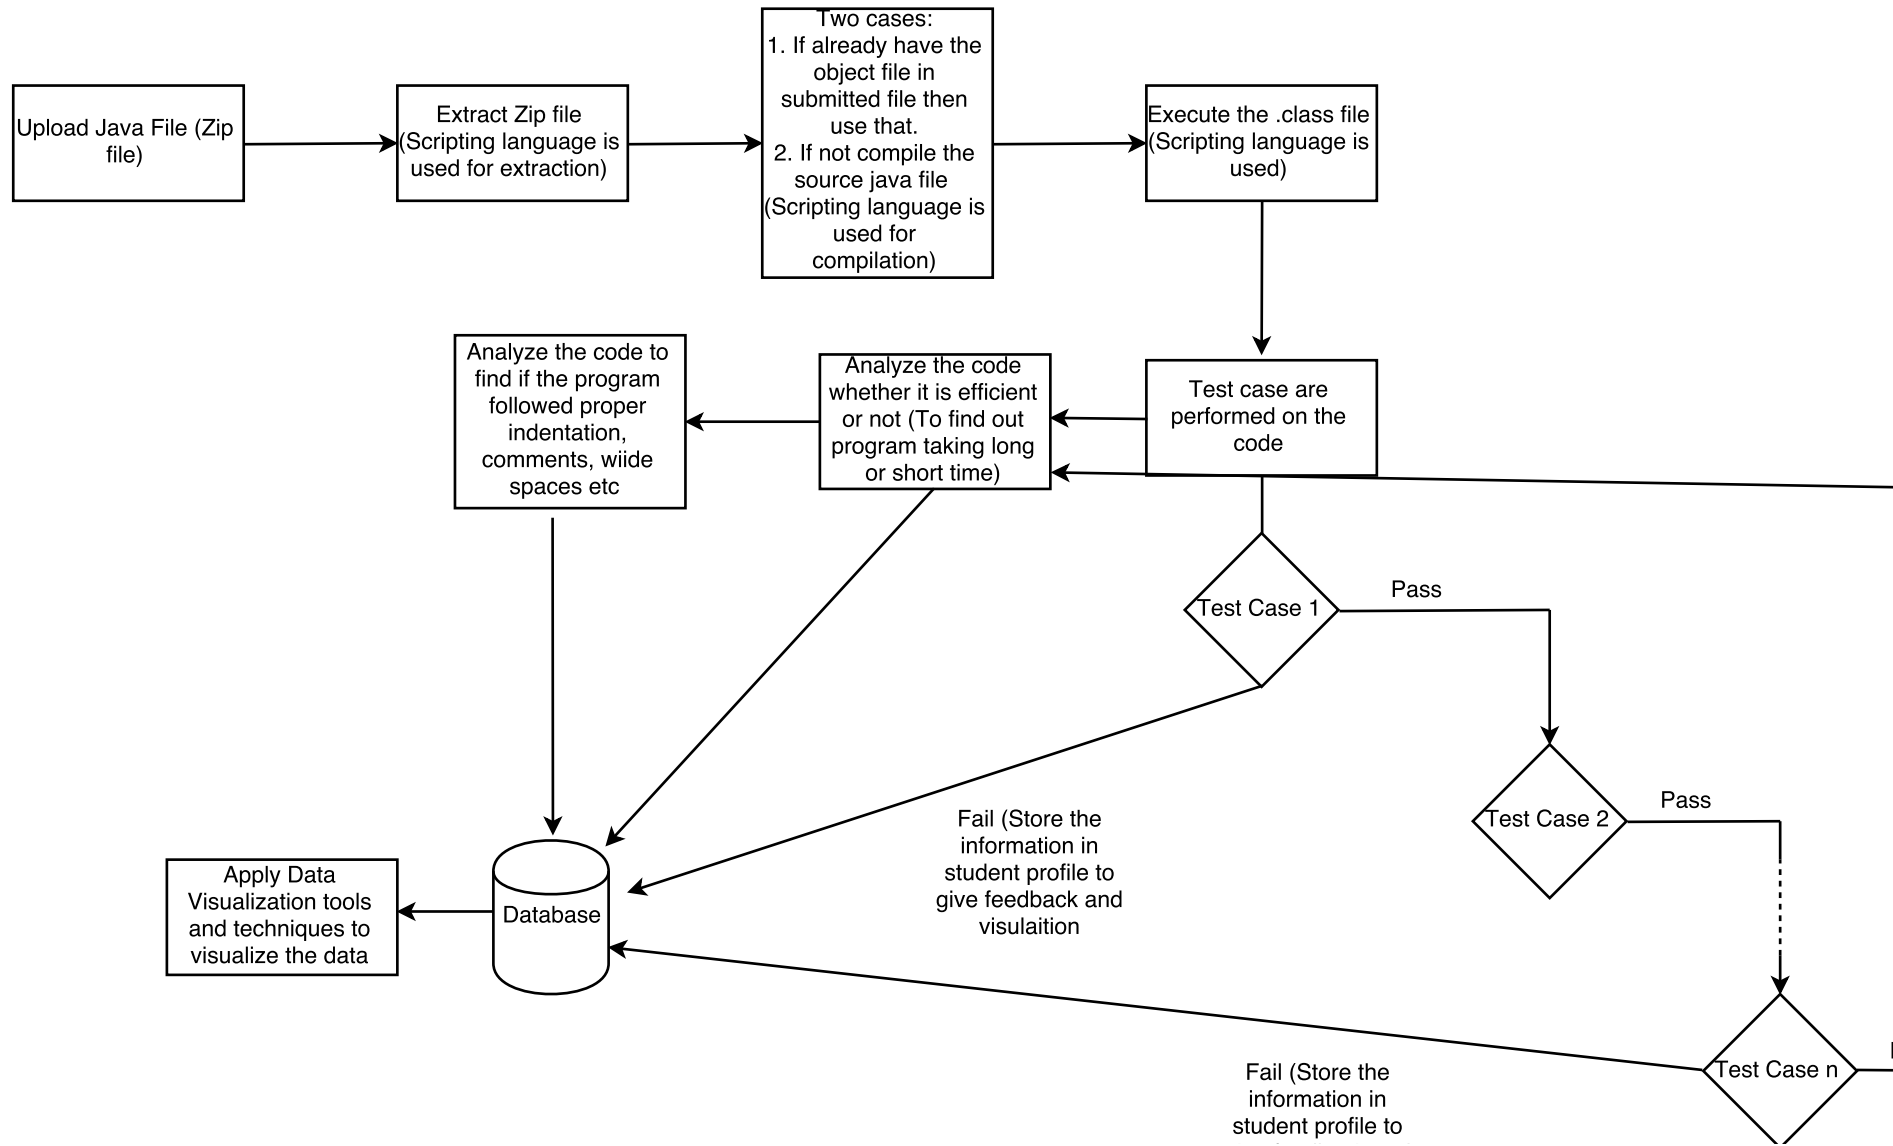 Two cases:
1. If already have the
object file in
submitted file then
use that.
2. If not compile the
source java file
(Scripting language is
used for
compilation)
Upload Java File (Zip
file)
Extract Zip file
(Scripting language is
used for extraction)
Execute the .class file
(Scripting language is
used)
Analyze the code to
find if the program
followed proper
indentation,
comments, wiide
spaces etc
Analyze the code
whether it is efficient
or not (To find out
program taking long
or short time)
Test case are
performed on the
code
Test Case 1
Pass
Test Case 2
Pass
Fail (Store the
information in
student profile to
give feedback and
visulaition
Apply Data
Visualization tools
and techniques to
visualize the data
Database
Test Case n
Fail (Store the
information in
student profile to